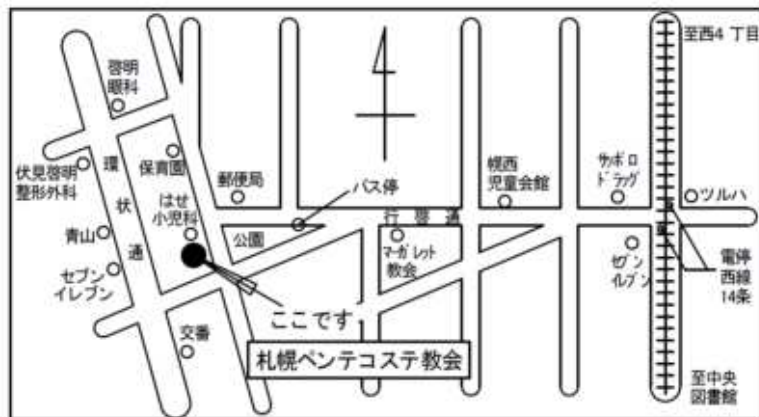 至西4 丁目
啓明
眼科
伏見啓明
整形外科
環状通
保育園
はせ
小児科
郵便局
バス停
幌西
児童会館
サッポロ
ドラッグ
ツルハ
行啓通
公園
青山
マーガレット
教会
セブン
イレブン
セブン
イレブン
電停
西線
14条
ここです
交番
札幌ペンテコステ教会
至中央
図書館